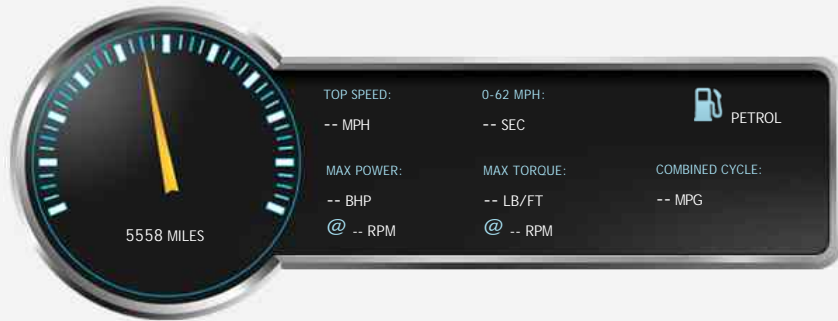 TOP SPEED:
-- MPH
0-62 MPH:
-- SEC
PETROL
MAX POWER:
-- BHP
@ -- RPM
MAX TORQUE:
-- LB/FT
@ -- RPM
COMBINED CYCLE:
-- MPG
5558 MILES